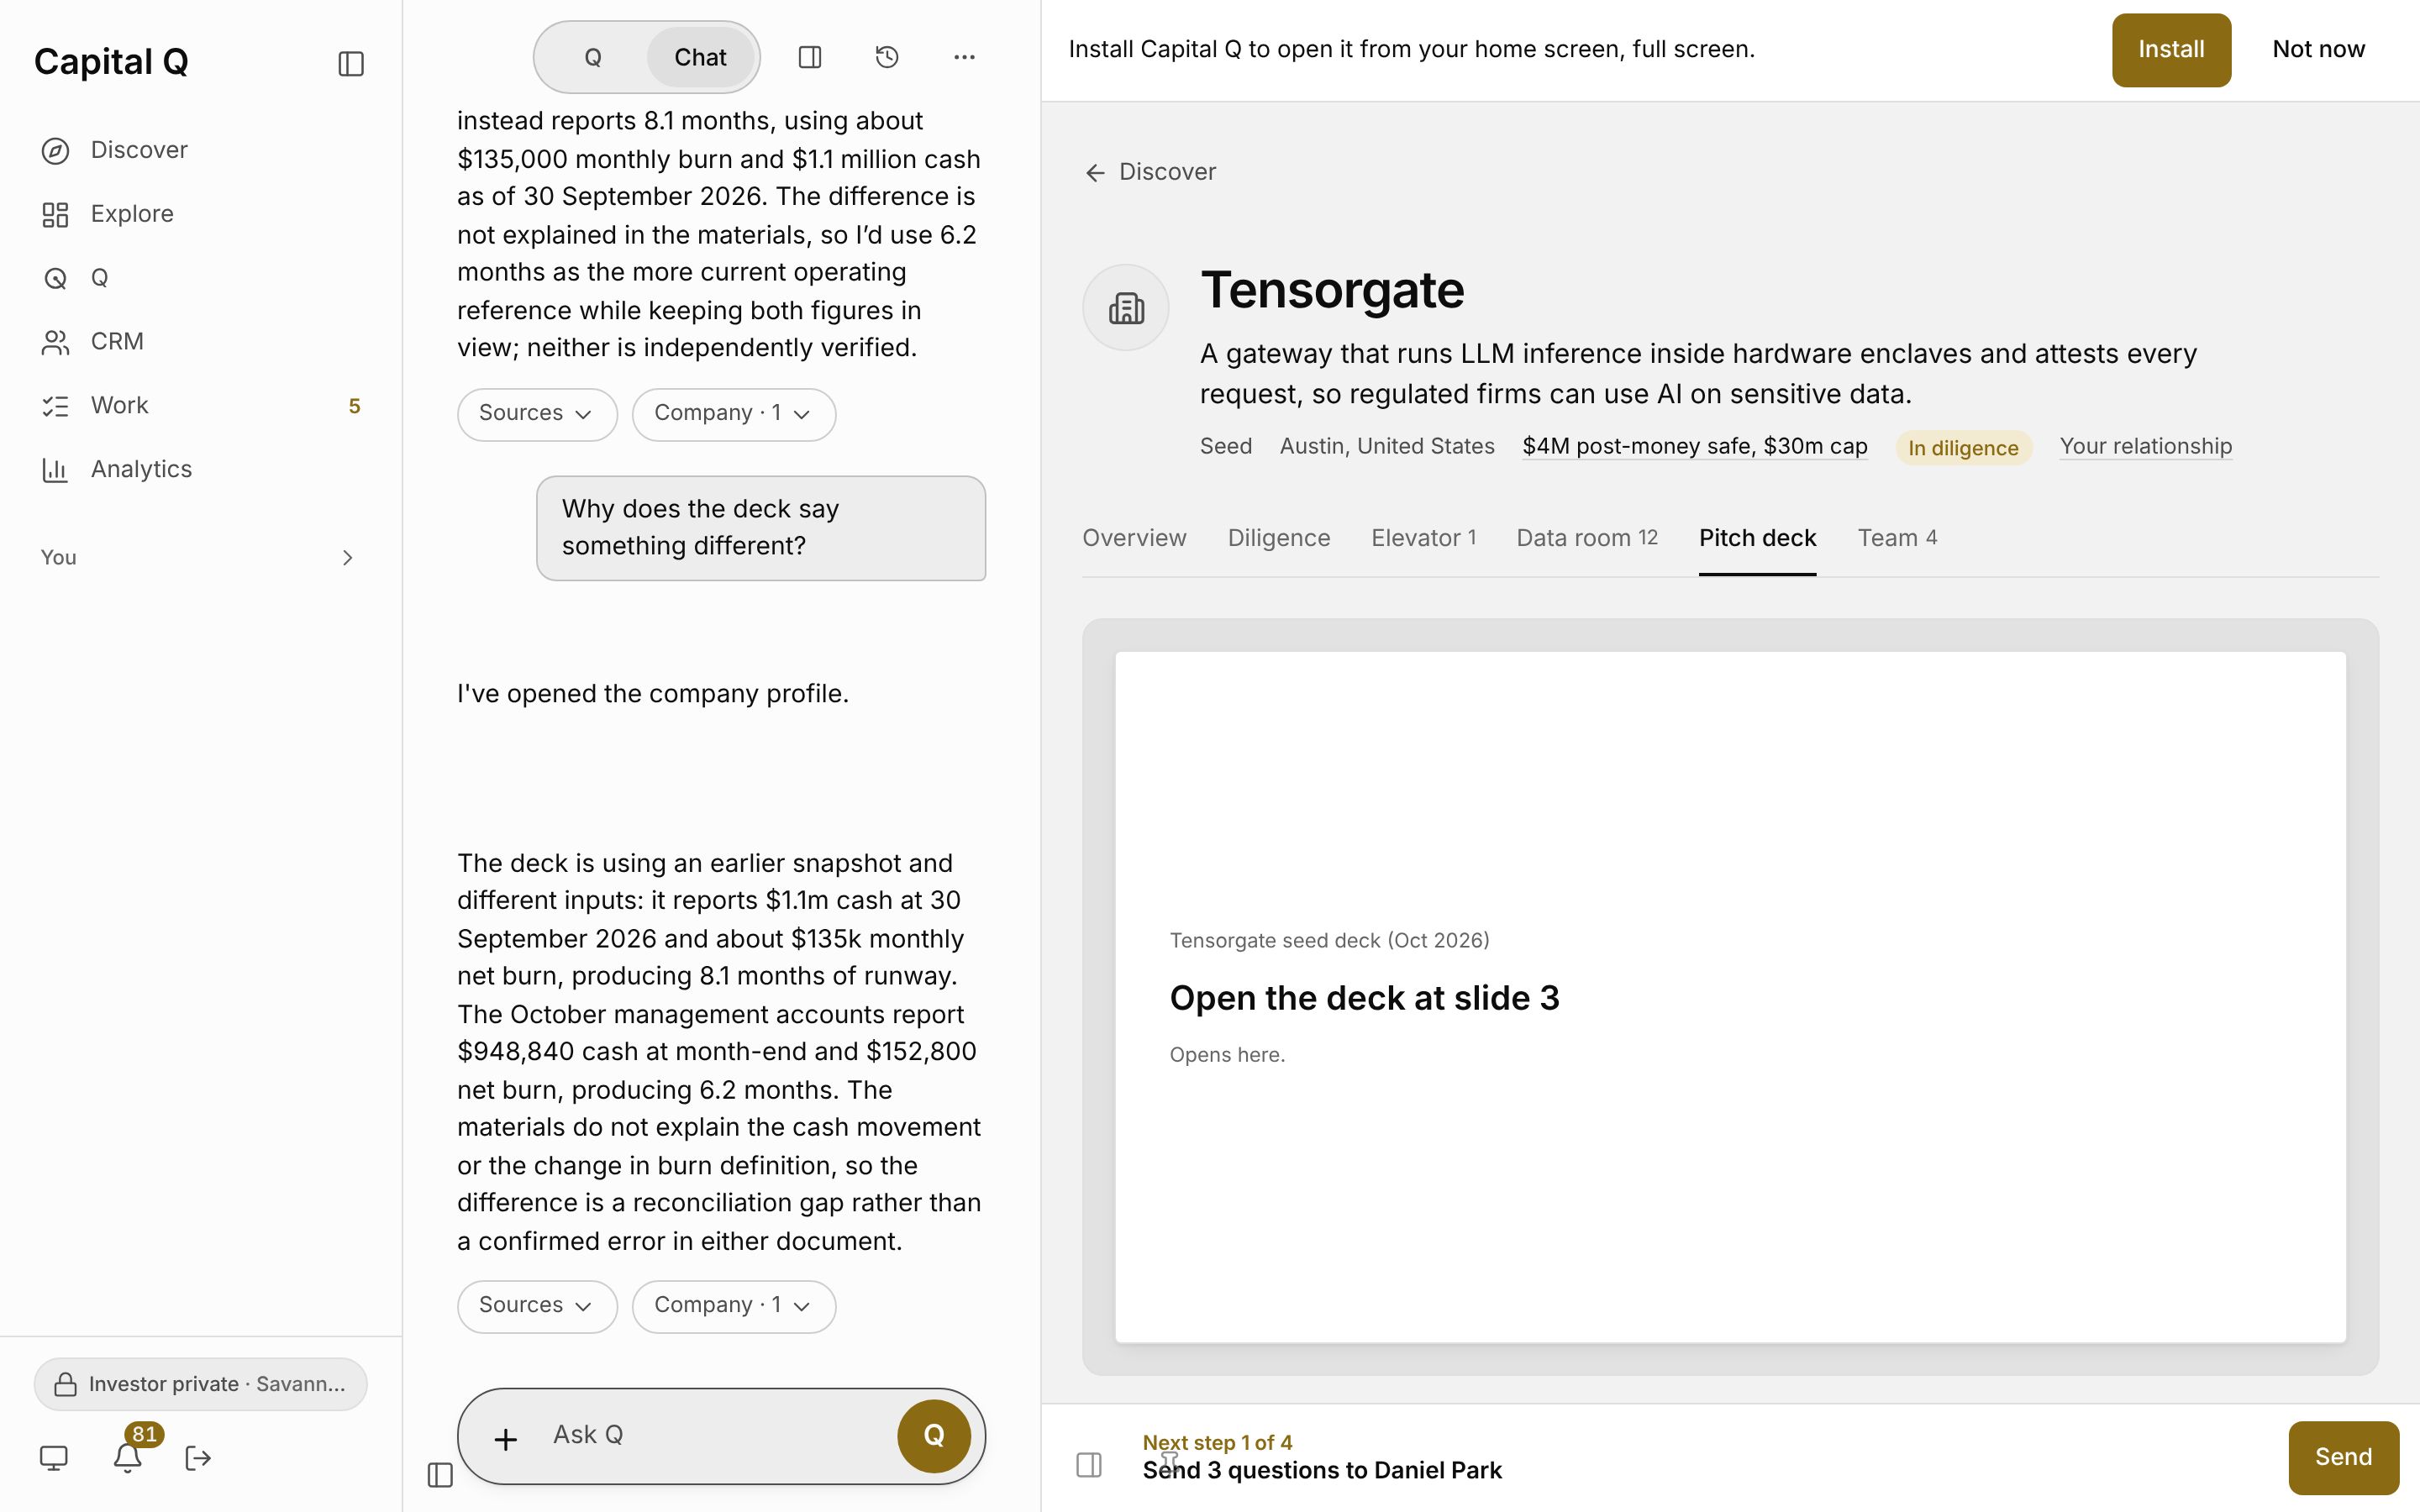 Capital Q
Discover
Explore
Q
CRM
Work 5
Analytics
You
Investor private · Savann...
81
Q Chat
instead reports 8.1 months, using about
$135,000 monthly burn and $1.1 million cash
as of 30 September 2026. The difference is
not explained in the materials, so I’d use 6.2
months as the more current operating
reference while keeping both figures in
view; neither is independently verified.
Sources Company · 1
Why does the deck say
something different?
I've opened the company profile.
The deck is using an earlier snapshot and
different inputs: it reports $1.1m cash at 30
September 2026 and about $135k monthly
net burn, producing 8.1 months of runway.
The October management accounts report
$948,840 cash at month-end and $152,800
net burn, producing 6.2 months. The
materials do not explain the cash movement
or the change in burn definition, so the
difference is a reconciliation gap rather than
a confirmed error in either document.
Sources Company · 1
Ask Q Q
Install Capital Q to open it from your home screen, full screen. Install Not now
Discover
Tensorgate
A gateway that runs LLM inference inside hardware enclaves and attests every
request, so regulated firms can use AI on sensitive data.
Seed Austin, United States $4M post-money safe, $30m cap In diligence Your relationship
Overview Diligence Elevator 1 Data room 12 Pitch deck Team 4
Tensorgate seed deck (Oct 2026)
Open the deck at slide 3
Opens here.
Next step 1 of 4
Send 3 questions to Daniel Park
Send